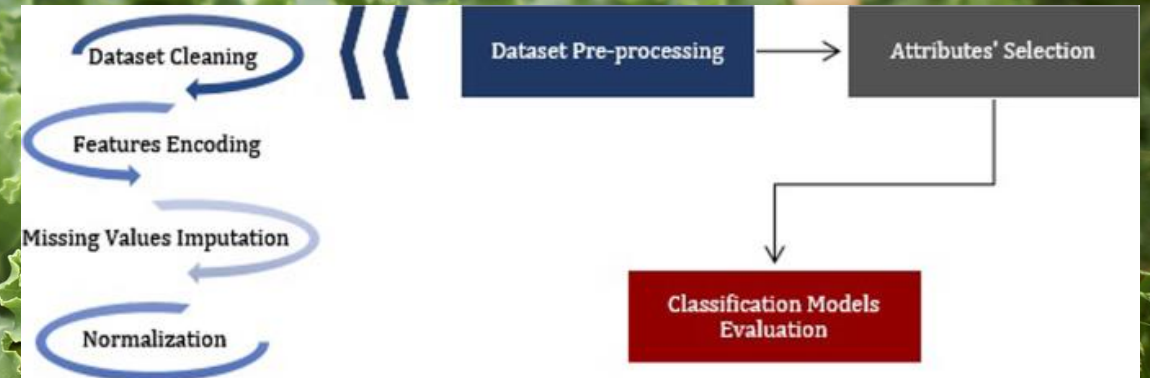 Dataset Cleaning
Features Encoding
Missing Values Imputation
Normalization
Dataset Pre-processing
Attributes' Selection
Classification Models
Evaluation